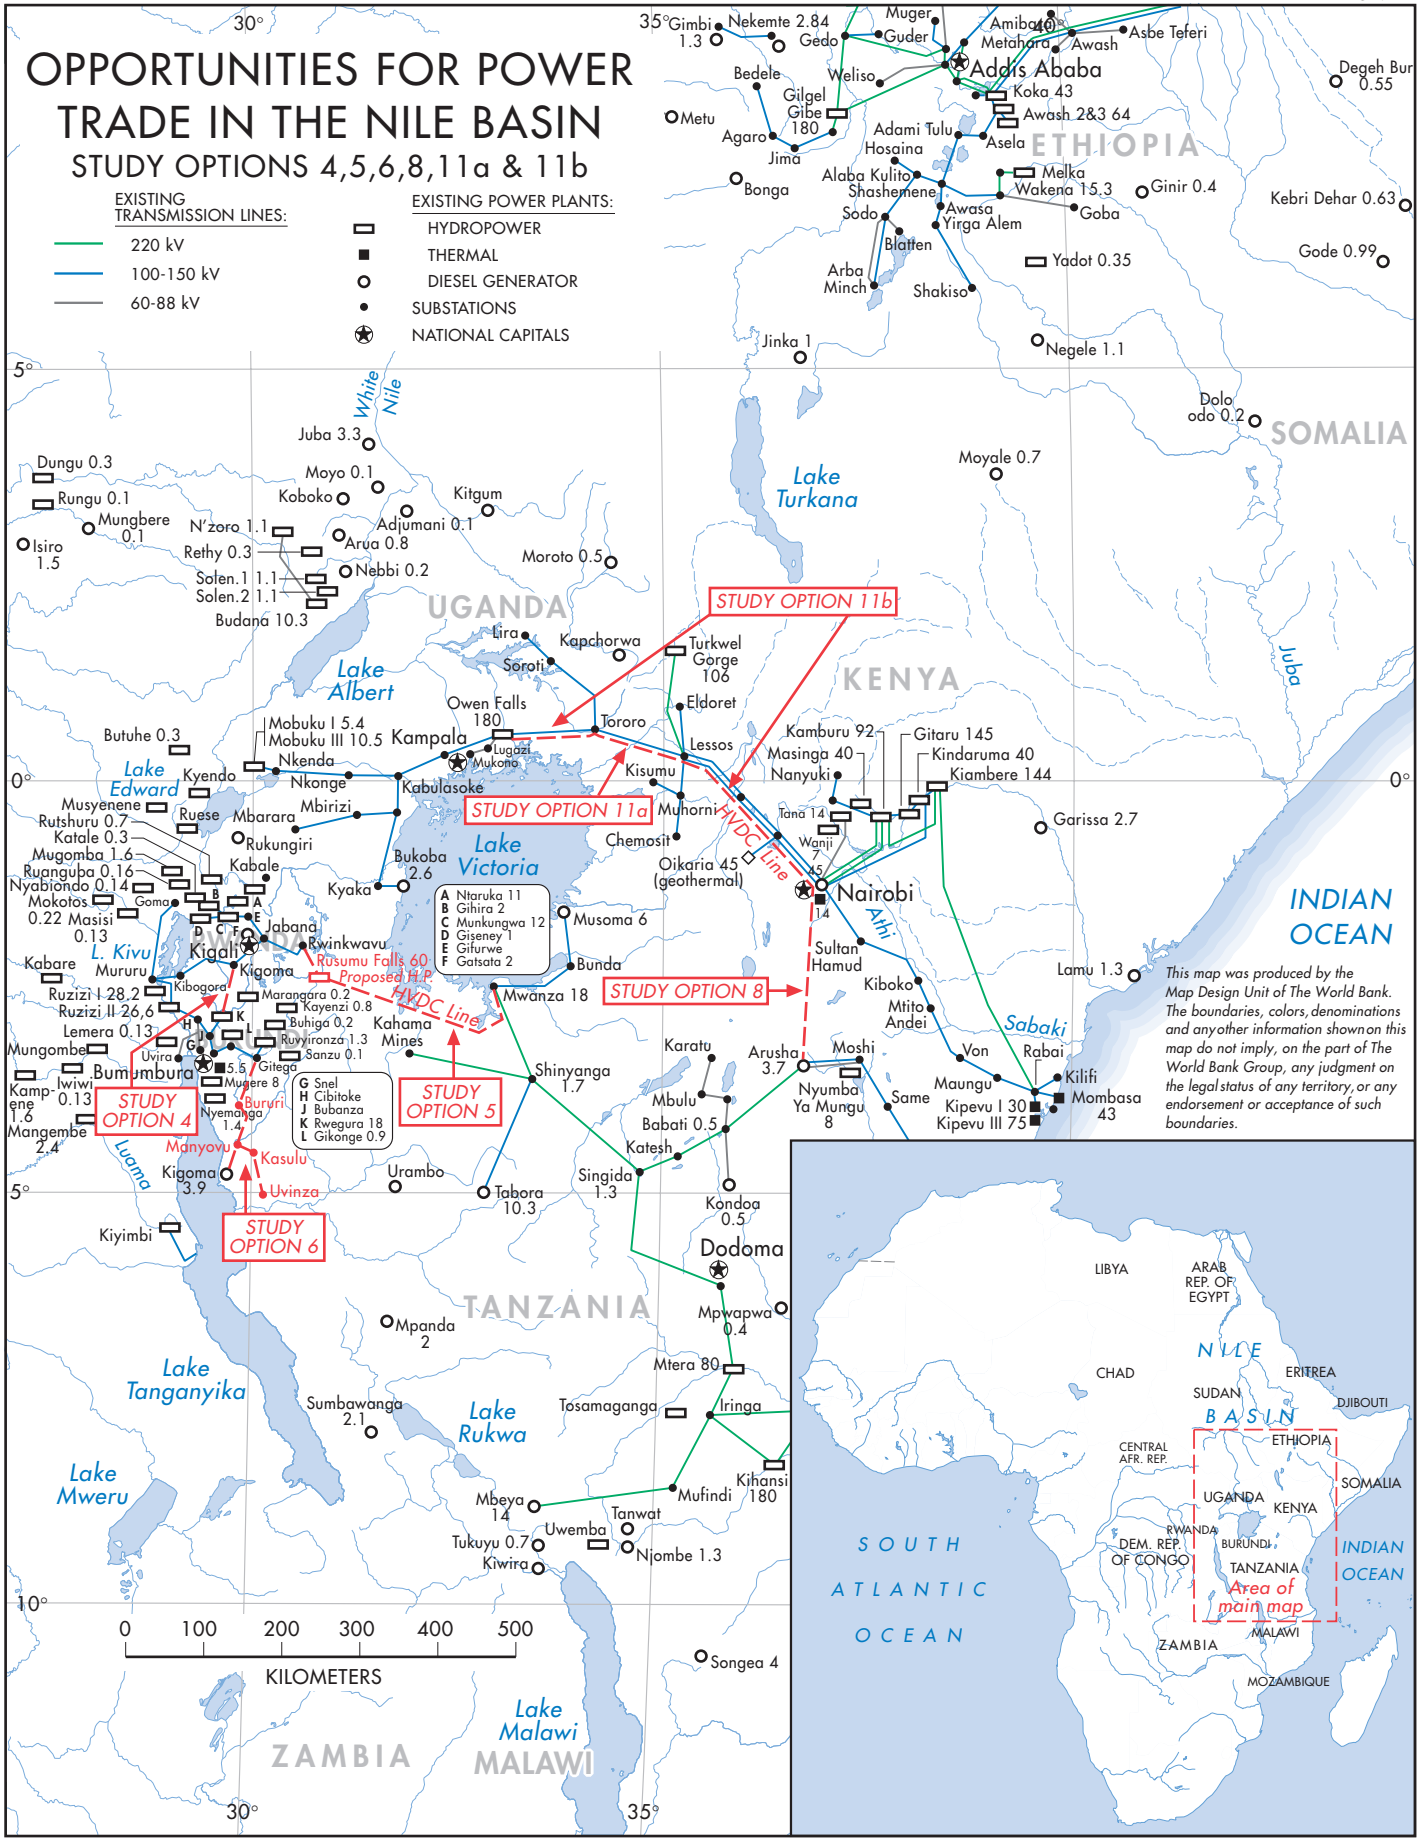 OPPORTUNITIES FOR POWER
TRADE IN THE NILE BASIN
STUDY OPTIONS 4,5,6,8,11a & 11b
EXISTING
TRANSMISSION LINES:
220 kV
100-150 kV
60-88 kV
EXISTING POWER PLANTS:
HYDROPOWER
THERMAL
DIESEL GENERATOR
SUBSTATIONS
NATIONAL CAPITALS
30°
35°
40°
Gimbi
1.3
Nekemte 2.84
Gedo
Muger
Guder
Amibara
Metahara
Awash
Asbe Teferi
Degeh Bur
0.55
Bedele
Weliso
Addis Ababa
Koka 43
Awash 2&3 64
Metu
Gilgel
Gibe
180
Agaro
Jima
Adami Tulu
Asela
ETHIOPIA
Hosaina
Alaba Kulito
Shashemene
Melka
Wakena 15.3
Ginir 0.4
Kebri Dehar 0.63
Bonga
Goba
Sodo
Awasa
Yirga Alem
Blatten
Yadot 0.35
Gode 0.99
Arba
Minch
Shakiso
Jinka 1
Negele 1.1
5°
White
Nile
Dolo
odo 0.2
SOMALIA
Juba 3.3
Moyale 0.7
Dungu 0.3
Moyo 0.1
Lake
Turkana
Rungu 0.1
Koboko
Kitgum
Mungbere
0.1
N'zoro 1.1
Adjumani 0.1
Isiro
1.5
Rethy 0.3
Arua 0.8
Moroto 0.5
Solen.1 1.1
Nebbi 0.2
Solen.2 1.1
Budana 10.3
UGANDA
STUDY OPTION 11b
Lira
Kapchorwa
Turkwel
Gorge
106
Soroti
KENYA
Juba
Lake
Albert
Owen Falls
180
Eldoret
Mobuku I 5.4
Mobuku III 10.5
Tororo
Butuhe 0.3
Kampala
Lugazi
Mukono
Lessos
Kamburu 92
Gitaru 145
Masinga 40
Kindaruma 40
Nanyuki
Kiambere 144
Lake
Edward
Kyendo
Nkenda
Nkonge
Kabulasoke
Kisumu
0°
0°
Musyenene
Mbirizi
STUDY OPTION 11a
Muhorni
HVDC Line
Tana 14
Rutshuru 0.7
Ruese
Mbarara
Chemosit
Wanji
7
Garissa 2.7
Katale 0.3
Rukungiri
Lake
Victoria
Mugomba 1.6
Kabale
Bukoba
2.6
Oikaria 45
(geothermal)
45
Nairobi
14
Ruanguba 0.16
Nyabiondo 0.14
Kyaka
Mokotos
0.22
Goma
B
A
E
C
D
F
Masisi
0.13
A Ntaruka 11
B Gihira 2
C Munkungwa 12
D Giseney 1
E Gifurwe
F Gatsata 2
Musoma 6
Athi
INDIAN
OCEAN
Jabana
RWANDA
Kigali
Rwinkwavu
L. Kivu
Rusumu Falls 60
Proposed H.P.
Sultan
Hamud
Kabare
Mururu
Kibogora
Kigoma
HVDC Line
Bunda
STUDY OPTION 8
Kiboko
Lamu 1.3
Ruzizi I 28,2
Marangara 0.2
Mwanza 18
Mtito
Andei
Ruzizi II 26,6
Kayenzi 0.8
H
K
Buhiga 0.2
Kahama
Mines
Sabaki
Lemera 0.13
J
L
BURUNDI
Ruvyironza 1.3
Mungombe
Uvira
G
Sanzu 0.1
Karatu
Arusha
3.7
Moshi
Von
Rabai
Bumumbura
5.5
Gitega
Mugere 8
Shinyanga
1.7
Nyumba
Ya Mungu
8
Maungu
Kilifi
Kamp-
ene
1.6
Iwiwi
0.13
STUDY
OPTION 4
Nyemanga
1.4
Bururi
G Snel
H Cibitoke
J Bubanza
K Rwegura 18
L Gikonge 0.9
STUDY
OPTION 5
Mbulu
Same
Kipevu I 30
Kipevu III 75
Mombasa
43
Mangembe
2.4
Manyovu
Kasulu
Babati 0.5
Katesh
Luama
Kigoma
3.9
Uvinza
Urambo
Tabora
10.3
Singida
1.3
5°
Kondoa
0.5
Kiyimbi
STUDY
OPTION 6
Dodoma
This map was produced by the
Map Design Unit of The World Bank.
The boundaries, colors, denominations
and any other information shown on this
map do not imply, on the part of The
World Bank Group, any judgment on
the legal status of any territory, or any
endorsement or acceptance of such
boundaries.
TANZANIA
Mpanda
2
Mpwapwa
0.4
Lake
Tanganyika
Mtera 80
Sumbawanga
2.1
Tosamaganga
Iringa
Lake
Rukwa
Lake
Mweru
Kihansi
180
Mbeya
14
Mufindi
Tanwat
Tukuyu 0.7
Uwemba
Njombe 1.3
Kiwira
10°
0 100 200 300 400 500
KILOMETERS
Songea 4
Lake
Malawi
ZAMBIA
MALAWI
30°
35°
LIBYA
ARAB
REP. OF
EGYPT
NILE
CHAD
ERITREA
SUDAN
BASIN
DJIBOUTI
CENTRAL
AFR. REP.
ETHIOPIA
SOMALIA
UGANDA
KENYA
RWANDA
DEM. REP.
OF CONGO
BURUNDI
INDIAN
OCEAN
TANZANIA
Area of
main map
SOUTH
ATLANTIC
OCEAN
MALAWI
ZAMBIA
MOZAMBIQUE